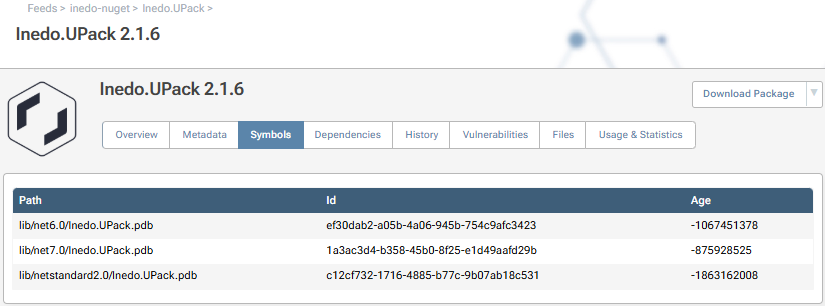 Feeds > inedo-nuget > Inedo.UPack >
Inedo.UPack 2.1.6
Inedo.UPack 2.1.6
Download Package
Overview Metadata Symbols Dependencies History Vulnerabilities Files Usage & Statistics
Path Id Age
lib/net6.0/Inedo.UPack.pdb ef30dab2-a05b-4a06-945b-754c9afc3423 -1067451378
lib/net7.0/Inedo.UPack.pdb 1a3ac3d4-b358-45b0-8f25-e1d49aafd29b -875928525
lib/netstandard2.0/Inedo.UPack.pdb c12cf732-1716-4885-b77c-9b07ab18c531 -1863162008